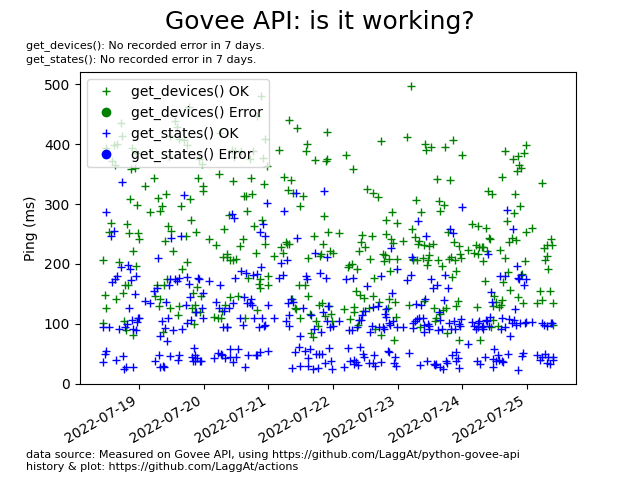 Govee API: is it working?
get_devices(): No recorded error in 7 days.
get_states(): No recorded error in 7 days.
get_devices() OK
get_devices() Error
get_states() OK
get_states() Error
Ping (ms)
500
400
300
200
100
0
2022-07-19
2022-07-20
2022-07-21
2022-07-22
2022-07-23
2022-07-24
2022-07-25
data source: Measured on Govee API, using https://github.com/LaggAt/python-govee-api
history & plot: https://github.com/LaggAt/actions